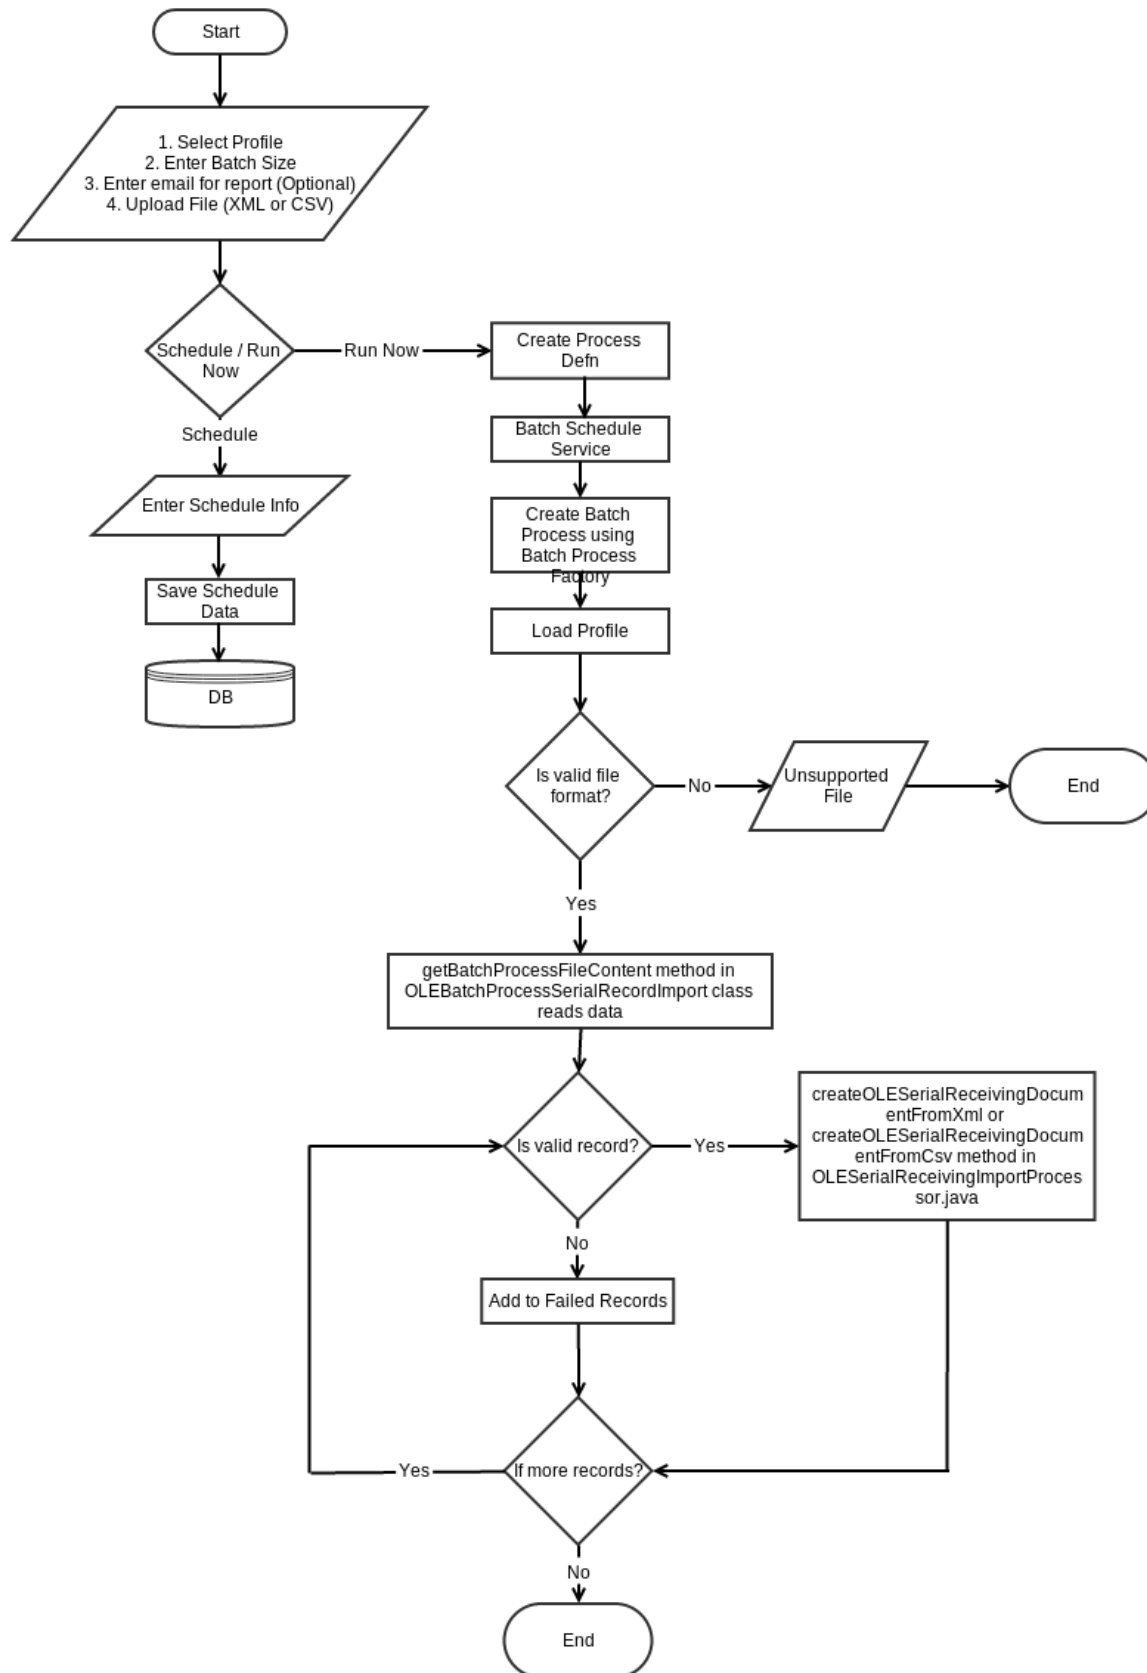 Start
1. Select Profile
2. Enter Batch Size
3. Enter email for report (Optional)
4. Upload File (XML or CSV)
Schedule / Run
Now
Run Now
Create Process
Defn
Schedule
Batch Schedule
Service
Enter Schedule Info
Create Batch
Process using
Batch Process
Factory
Save Schedule
Data
Load Profile
DB
Is valid file
format?
No
Unsupported
File
End
Yes
getBatchProcessFileContent method in
OLEBatchProcessSerialRecordImport class
reads data
Is valid record?
Yes
createOLESerialReceivingDocum
entFromXml or
createOLESerialReceivingDocum
entFromCsv method in
OLESerialReceivingImportProces
sor.java
No
Add to Failed Records
If more records?
Yes
No
End